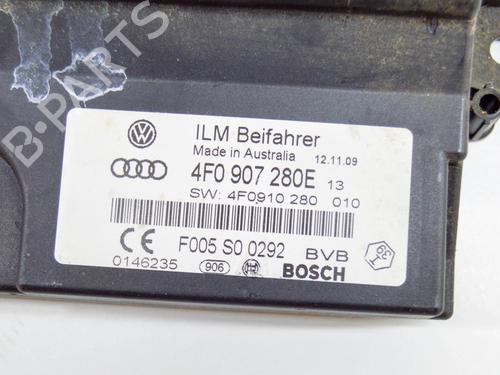 B-PARTS
ILM Beifahrer
Made in Australia 12.11.09
4F0 907 280E 13
SW: 4F0910 280 010
CE F005 S0 0292 BVB
0146235 906 BOSCH